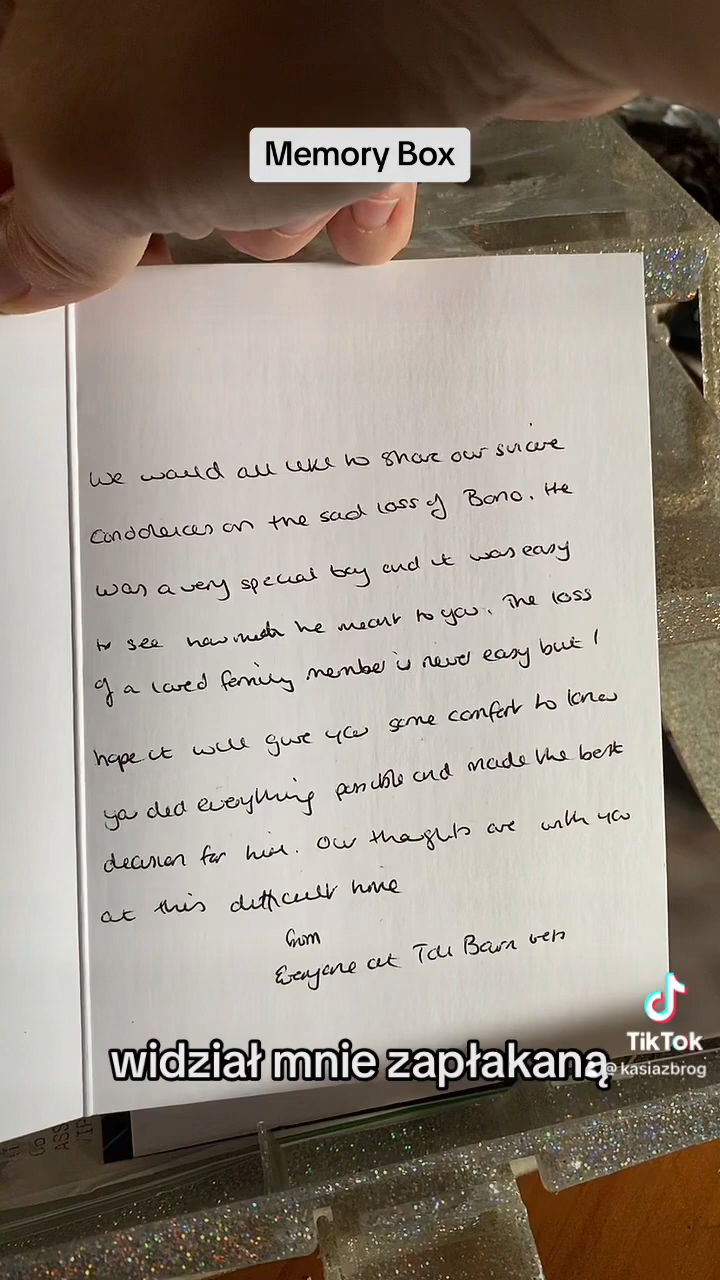 Memory Box
We would all like to share our sincere
condolences on the sad loss of Bono. He
was a very special boy and it was easy
to see how much he meant to you. The loss
of a loved family member is never easy but I
hope it will give you some comfort to know
you did everything possible and made the best
decision for him. Our thoughts are with you
at this difficult time
from
Everyone at Barn vets
widział mnie zapłakaną
TikTok
@kasiazbrog